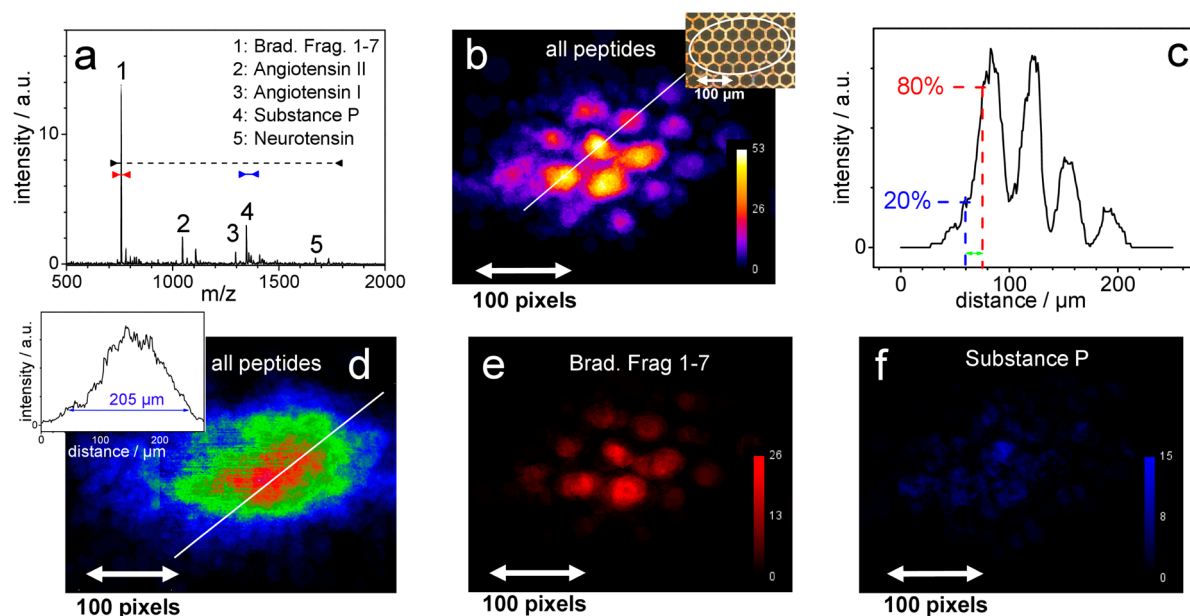 a
intensity / a.u.
10
0
1
2
3
4
5
1: Brad. Frag. 1-7
2: Angiotensin II
3: Angiotensin I
4: Substance P
5: Neurotensin
500
1000
1500
2000
m/z
b
all peptides
100 µm
53
26
0
100 pixels
c
intensity / a.u.
80%
20%
0
0
100
200
distance / µm
intensity / a.u.
0
205 µm
0
100
200
distance / µm
all peptides
d
100 pixels
e
Brad. Frag 1-7
26
13
0
100 pixels
f
Substance P
15
8
0
100 pixels